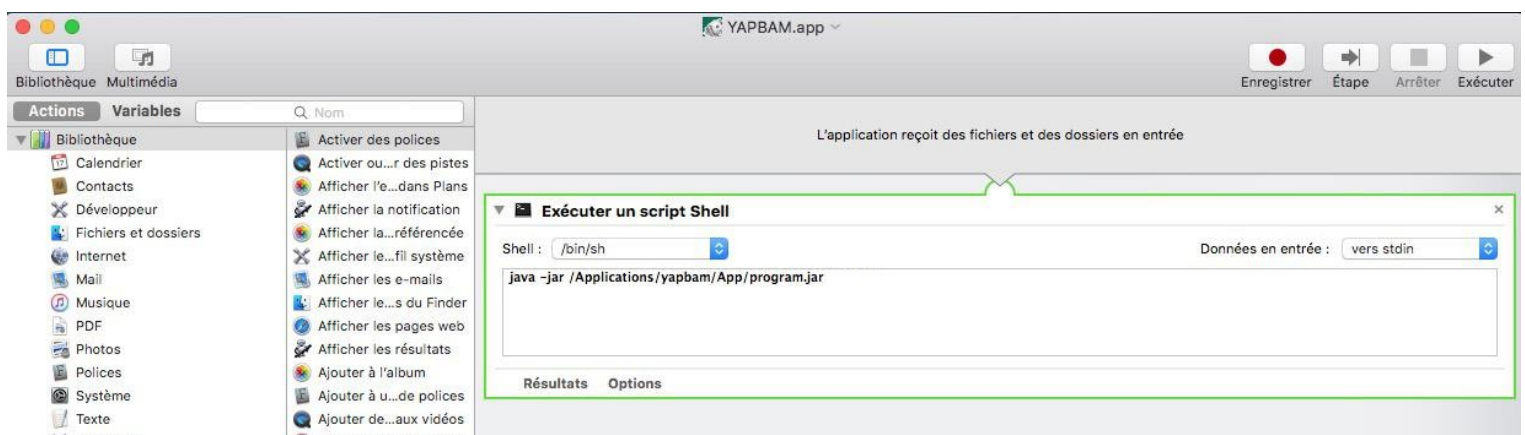 YAPBAM.app
Bibliothèque Multimédia
Enregistrer Étape Arrêter Exécuter
Actions Variables
Nom
Bibliothèque
Calendrier
Contacts
Développeur
Fichiers et dossiers
Internet
Mail
Musique
PDF
Photos
Polices
Système
Texte
Activer des polices
Activer ou...r des pistes
Afficher l'e...dans Plans
Afficher la notification
Afficher la...référencée
Afficher le...fil système
Afficher les e-mails
Afficher le...s du Finder
Afficher les pages web
Afficher les résultats
Ajouter à l'album
Ajouter à u...de polices
Ajouter de...aux vidéos
L'application reçoit des fichiers et des dossiers en entrée
Exécuter un script Shell
Shell : /bin/sh
Données en entrée : vers stdin
java -jar /Applications/yapbam/App/program.jar
Résultats Options